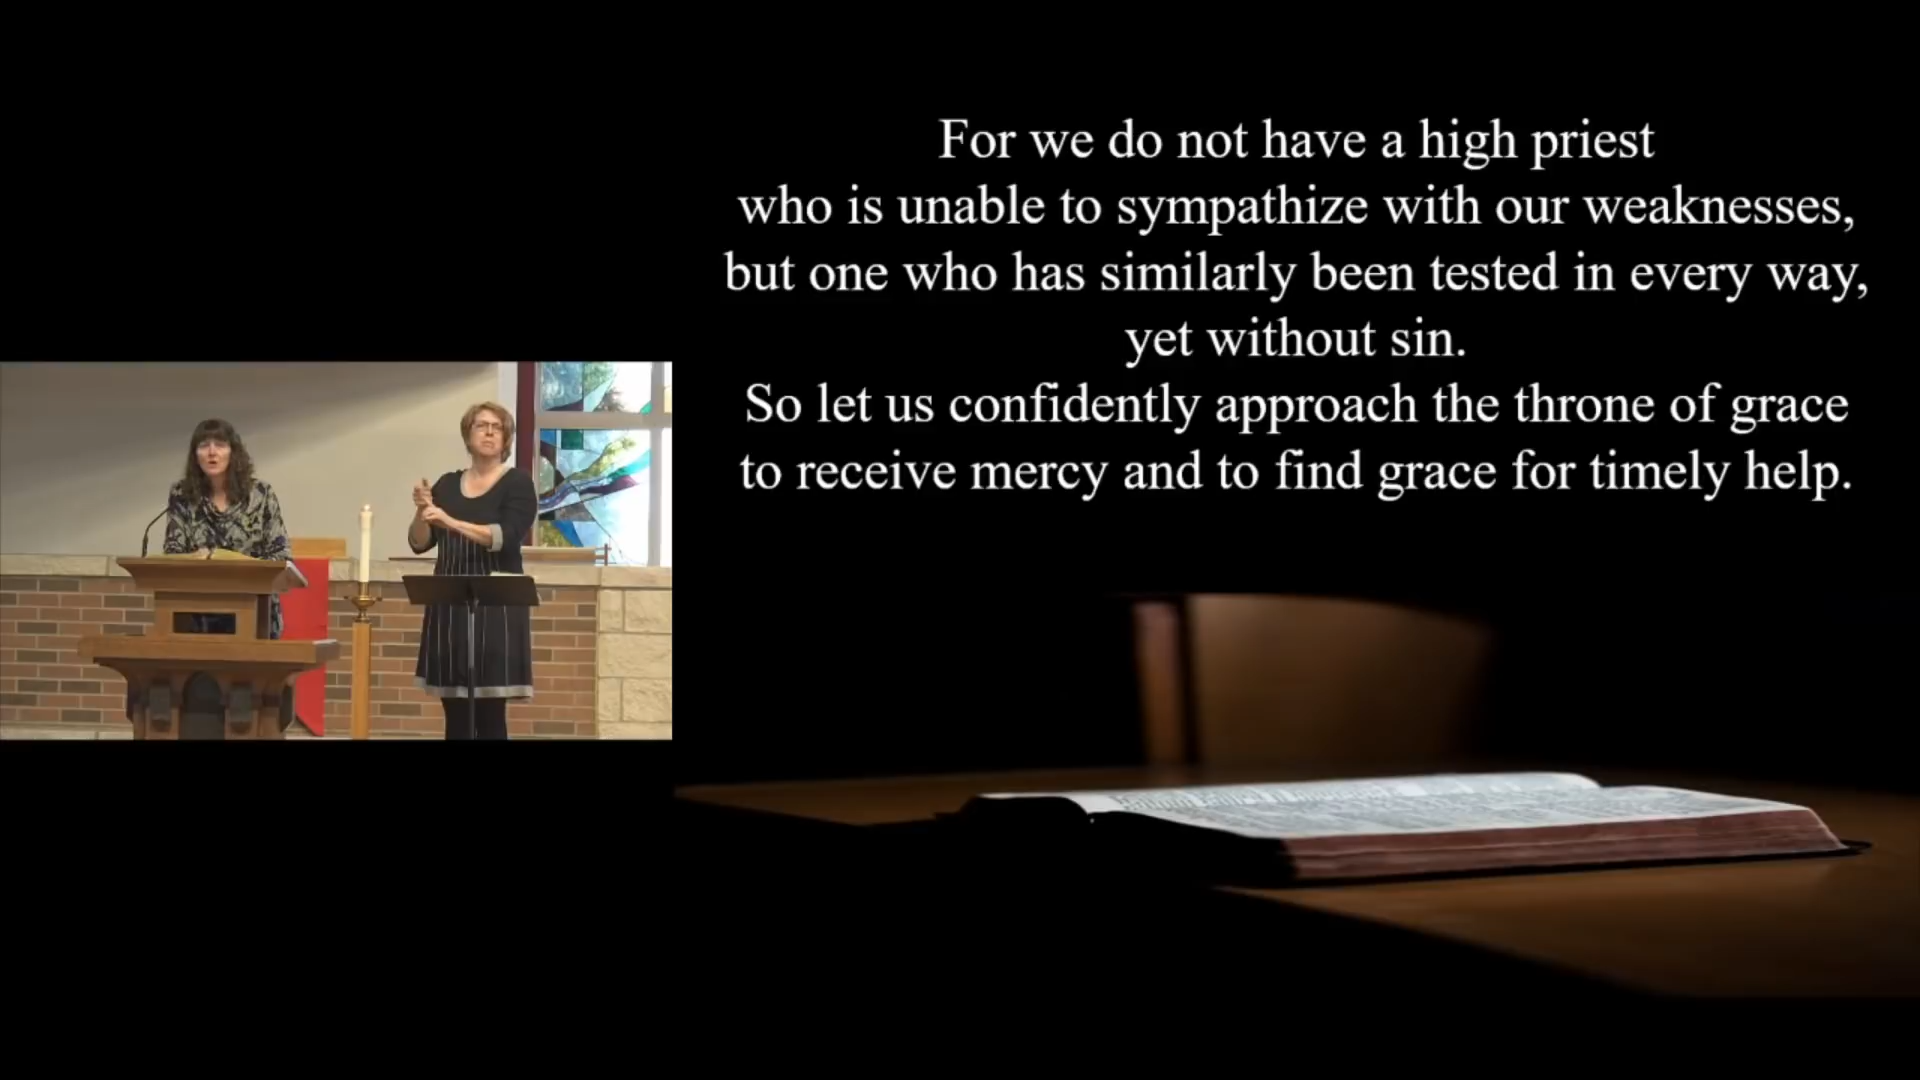 For we do not have a high priest
who is unable to sympathize with our weaknesses,
but one who has similarly been tested in every way,
yet without sin.
So let us confidently approach the throne of grace
to receive mercy and to find grace for timely help.